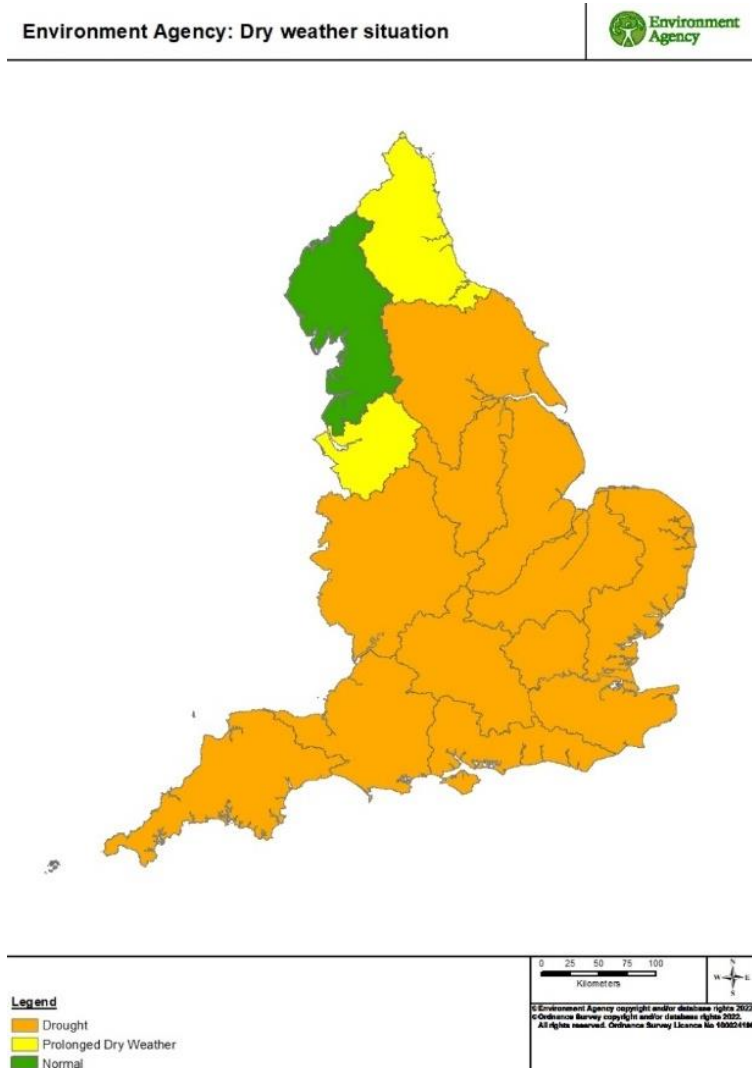 Environment Agency: Dry weather situation
Environment
Agency
0 25 50 75 100
Kilometers
N
W E
S
Legend
Drought
Prolonged Dry Weather
Normal
© Environment Agency copyright and/or database rights 2022.
© Ordnance Survey copyright and/or database rights 2022.
All rights reserved. Ordnance Survey Licence No